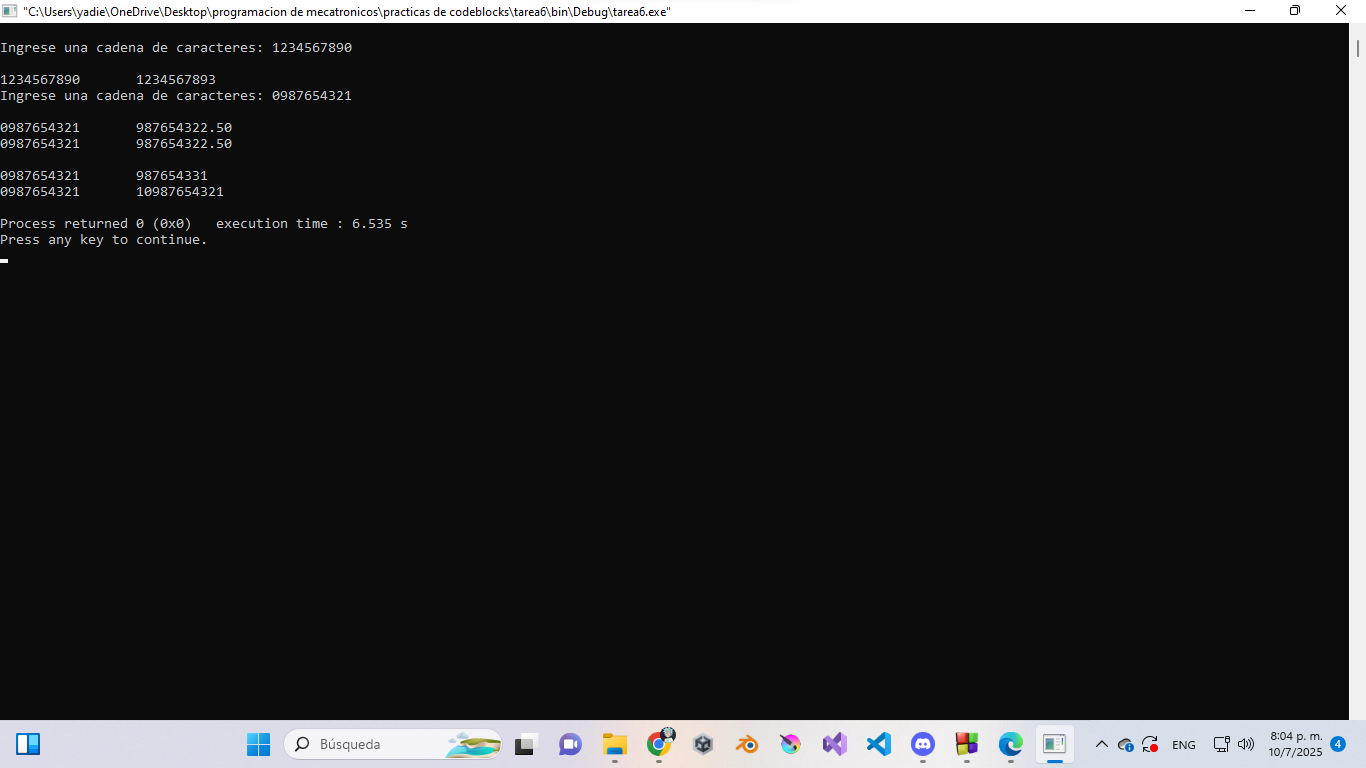 "C:\Users\yadie\OneDrive\Desktop\programacion de mecatronicos\practicas de codeblocks\tarea6\bin\Debug\tarea6.exe"
Ingrese una cadena de caracteres: 1234567890
1234567890       1234567893
Ingrese una cadena de caracteres: 0987654321
0987654321       987654322.50
0987654321       987654322.50
0987654321       987654331
0987654321       10987654321
Process returned 0 (0x0)   execution time : 6.535 s
Press any key to continue.
Búsqueda
ENG
8:04 p. m.
10/7/2025
4